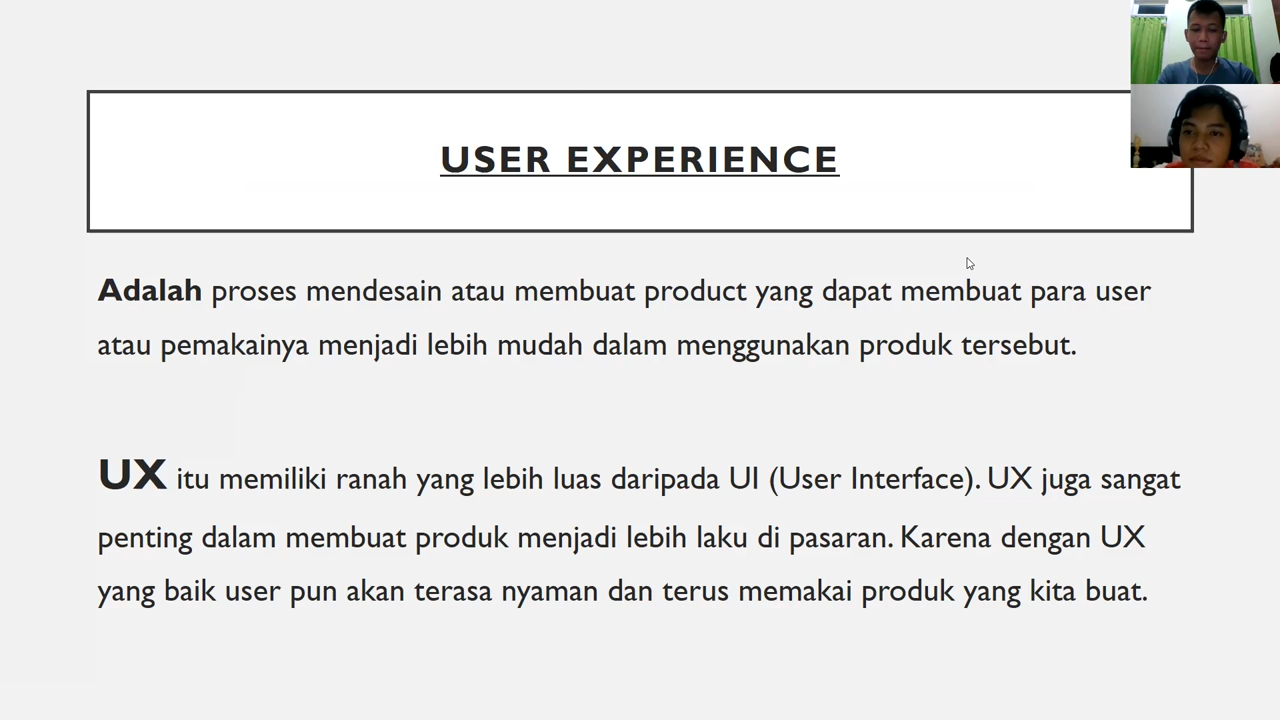 USER EXPERIENCE
Adalah proses mendesain atau membuat product yang dapat membuat para user
atau pemakainya menjadi lebih mudah dalam menggunakan produk tersebut.
UX itu memiliki ranah yang lebih luas daripada UI (User Interface). UX juga sangat
penting dalam membuat produk menjadi lebih laku di pasaran. Karena dengan UX
yang baik user pun akan terasa nyaman dan terus memakai produk yang kita buat.